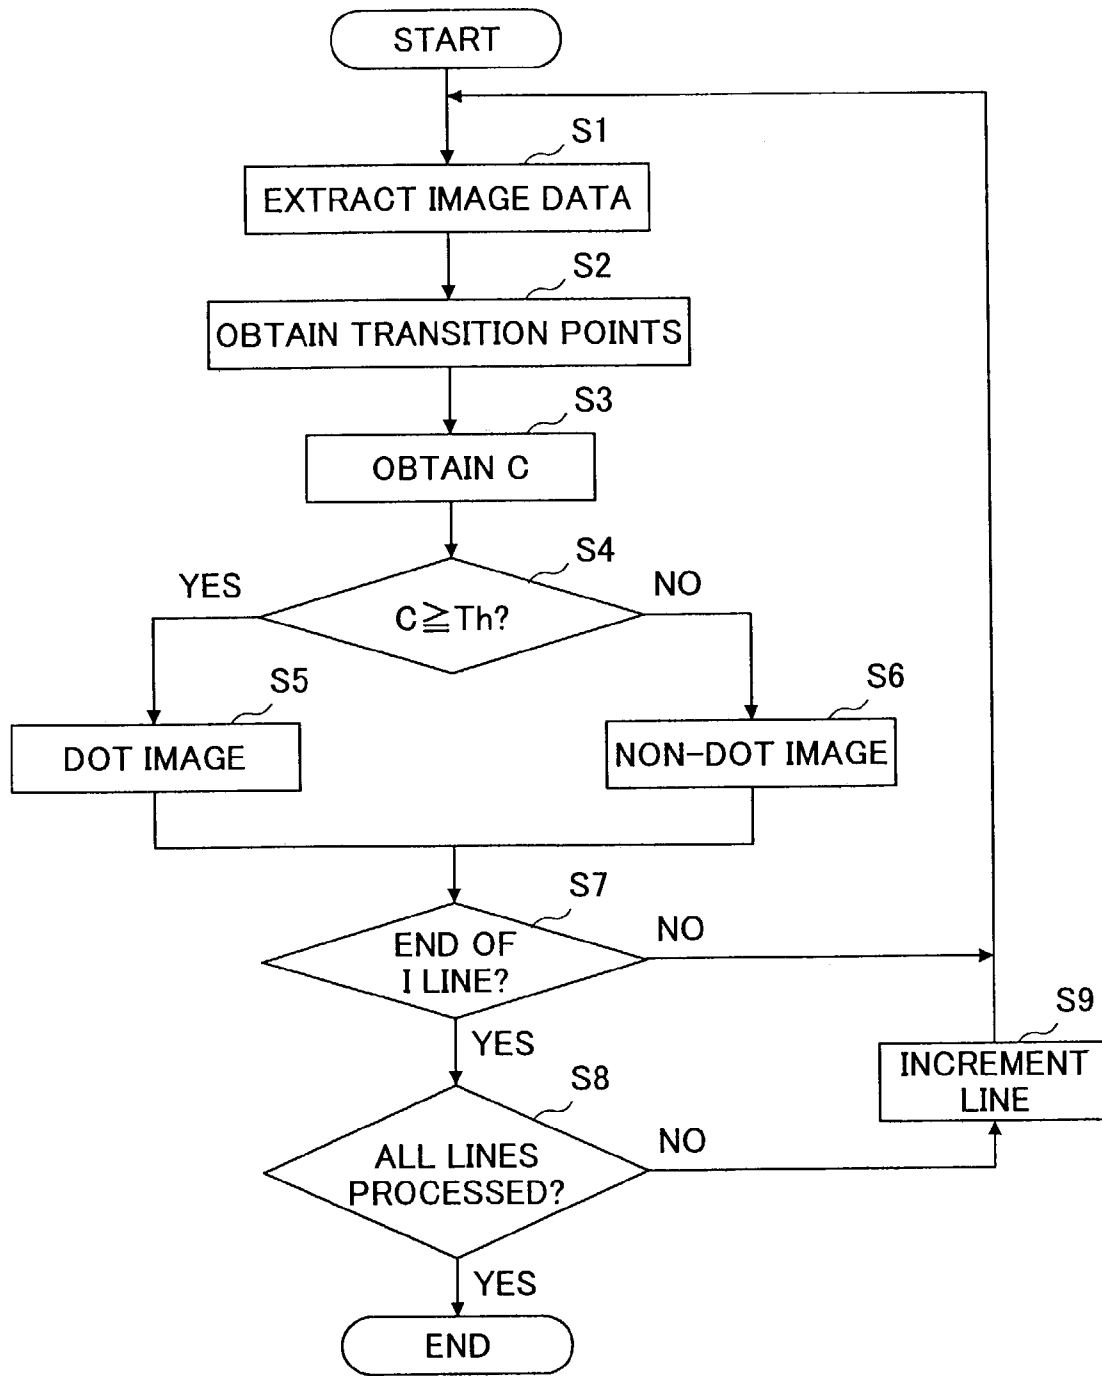 START
S1
EXTRACT IMAGE DATA
S2
OBTAIN TRANSITION POINTS
S3
OBTAIN C
S4
YES
NO
C≧Th?
S5
S6
DOT IMAGE
NON-DOT IMAGE
S7
NO
END OF
I LINE?
YES
S9
INCREMENT
LINE
S8
NO
ALL LINES
PROCESSED?
YES
END